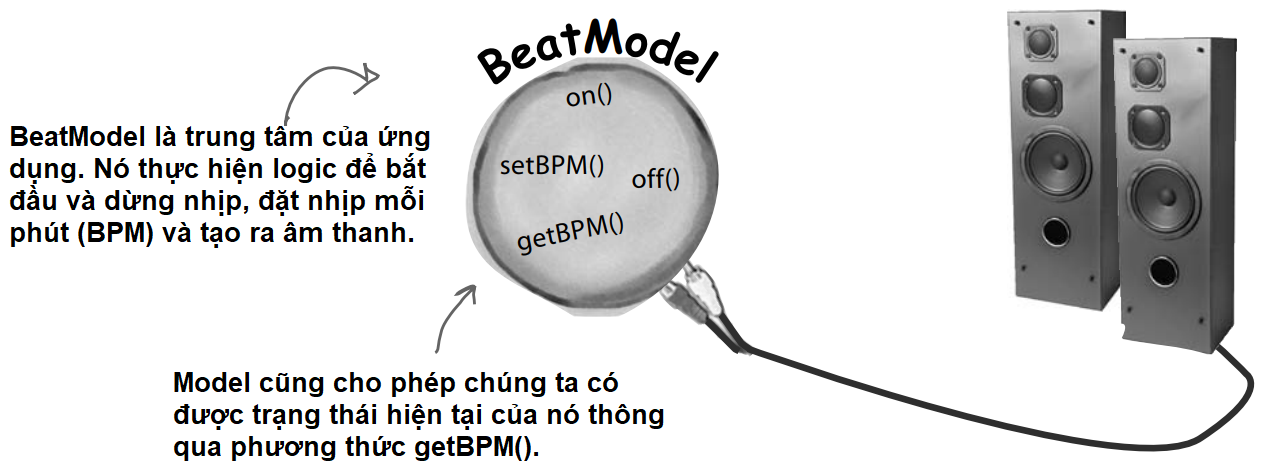 BeatModel
on()
setBPM()
off()
getBPM()
BeatModel là trung tâm của ứng
dụng. Nó thực hiện logic để bắt
đầu và dừng nhịp, đặt nhịp mỗi
phút (BPM) và tạo ra âm thanh.
Model cũng cho phép chúng ta có
được trạng thái hiện tại của nó thông
qua phương thức getBPM().